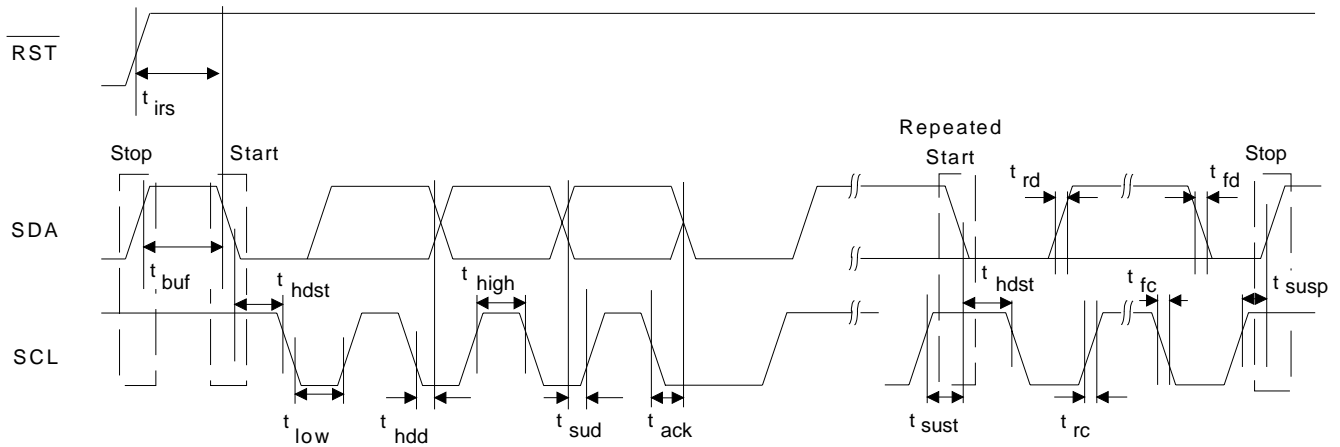 RST
t irs
Repeated
Stop
Start
Start
Stop
t rd
t fd
SDA
t buf
t hdst
t high
t hdst
t fc
t susp
SCL
t low
t hdd
t sud
t ack
t sust
t rc